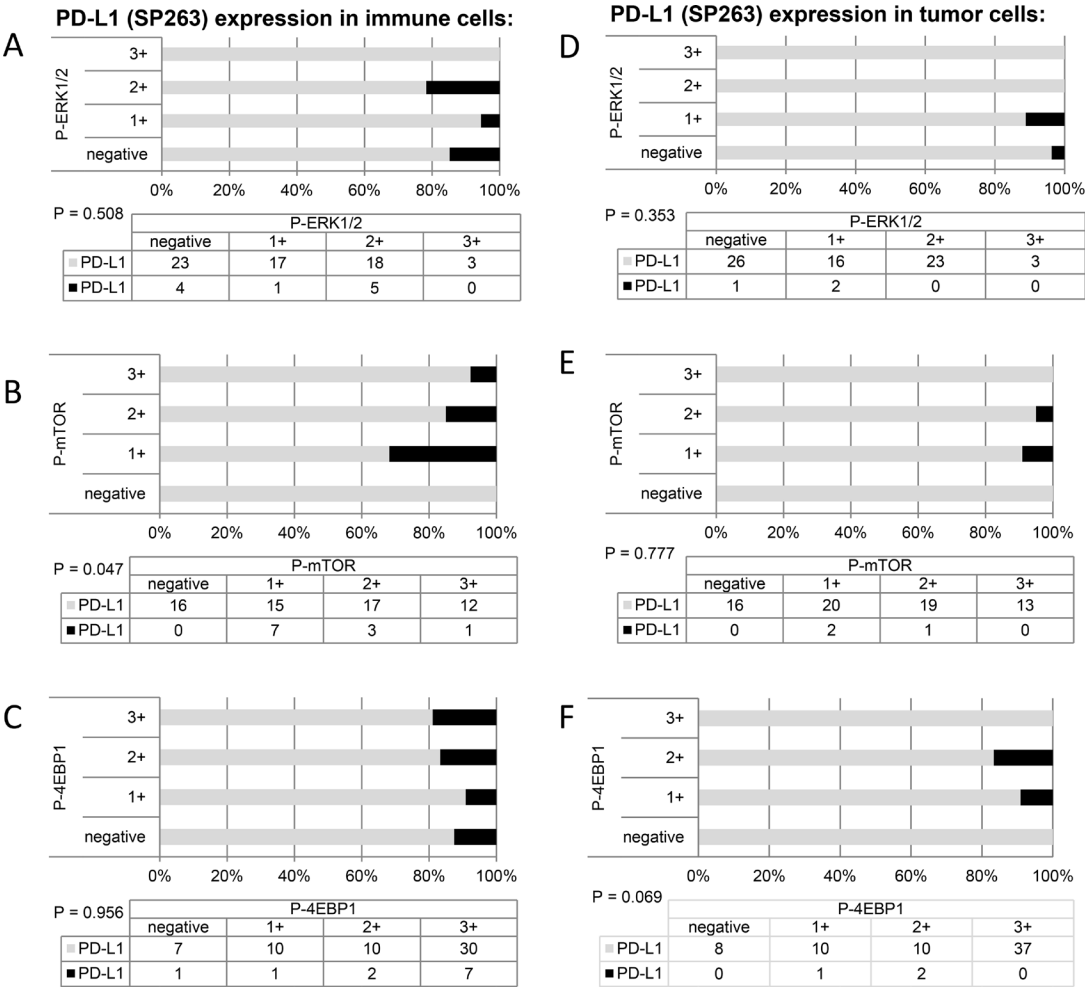 PD-L1 (SP263) expression in immune cells:
A
P-ERK1/2
3+
2+
1+
negative
0% 20% 40% 60% 80% 100%
P = 0.508
P-ERK1/2
negative 1+ 2+ 3+
PD-L1 23 17 18 3
PD-L1 4 1 5 0
B
P-mTOR
3+
2+
1+
negative
0% 20% 40% 60% 80% 100%
P = 0.047
P-mTOR
negative 1+ 2+ 3+
PD-L1 16 15 17 12
PD-L1 0 7 3 1
C
P-4EBP1
3+
2+
1+
negative
0% 20% 40% 60% 80% 100%
P = 0.956
P-4EBP1
negative 1+ 2+ 3+
PD-L1 7 10 10 30
PD-L1 1 1 2 7
PD-L1 (SP263) expression in tumor cells:
D
P-ERK1/2
3+
2+
1+
negative
0% 20% 40% 60% 80% 100%
P = 0.353
P-ERK1/2
negative 1+ 2+ 3+
PD-L1 26 16 23 3
PD-L1 1 2 0 0
E
P-mTOR
3+
2+
1+
negative
0% 20% 40% 60% 80% 100%
P = 0.777
P-mTOR
negative 1+ 2+ 3+
PD-L1 16 20 19 13
PD-L1 0 2 1 0
F
P-4EBP1
3+
2+
1+
negative
0% 20% 40% 60% 80% 100%
P = 0.069
P-4EBP1
negative 1+ 2+ 3+
PD-L1 8 10 10 37
PD-L1 0 1 2 0